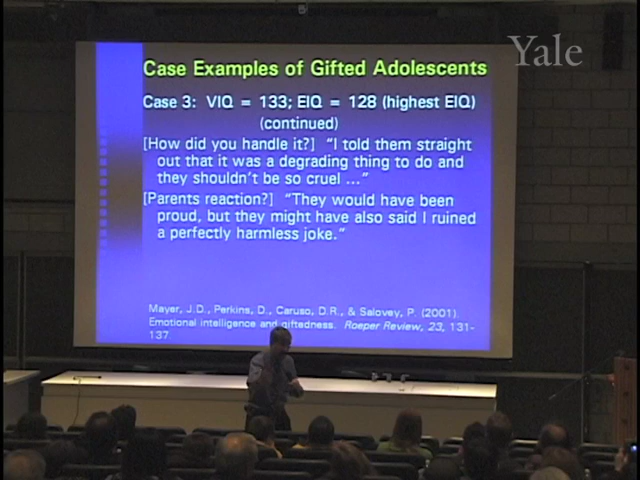 Yale
Case Examples of Gifted Adolescents
Case 3: VIQ = 133; EIQ = 128 (highest EIQ)
(continued)
[How did you handle it?] "I told them straight
out that it was a degrading thing to do and
they shouldn't be so cruel ..."
[Parents reaction?] "They would have been
proud, but they might have also said I ruined
a perfectly harmless joke."
Mayer, J.D., Perkins, D., Caruso, D.R., & Salovey, P. (2001).
Emotional intelligence and giftedness. Roeper Review, 23, 131-
137.